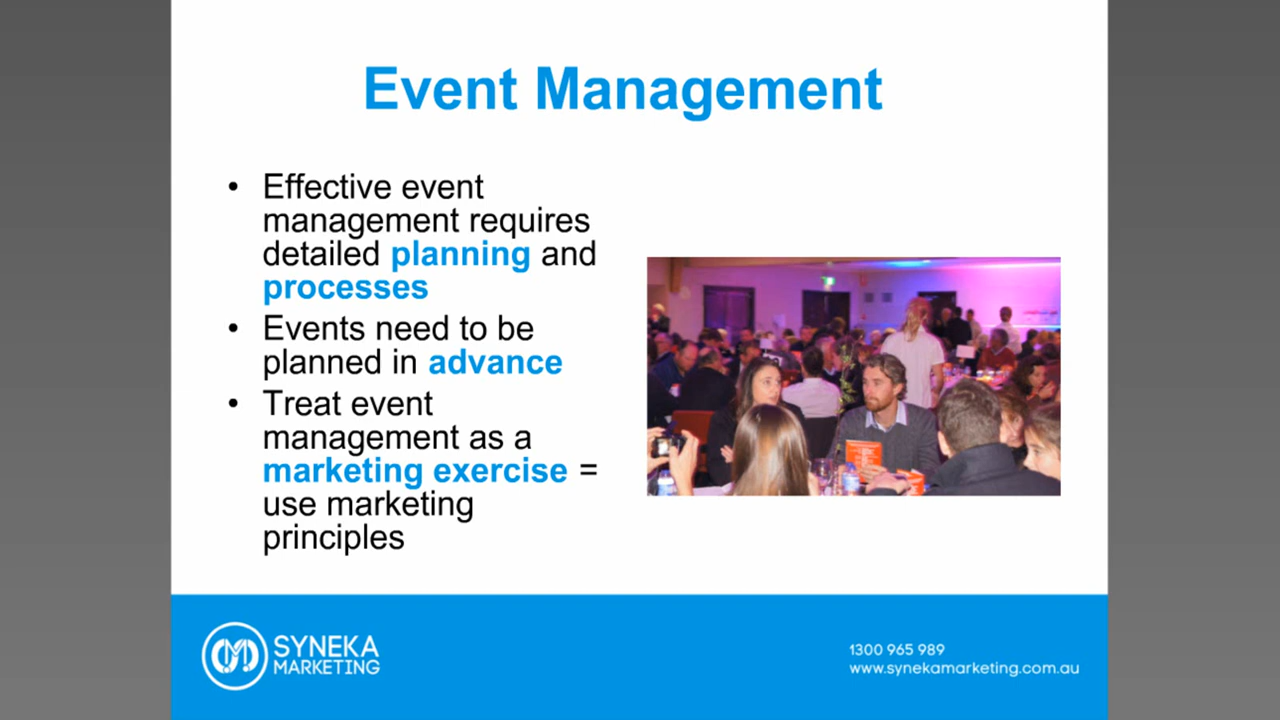 Event Management
• Effective event
management requires
detailed planning and
processes
• Events need to be
planned in advance
• Treat event
management as a
marketing exercise =
use marketing
principles
SYNEKA
MARKETING
1300 965 989
www.synekamarketing.com.au